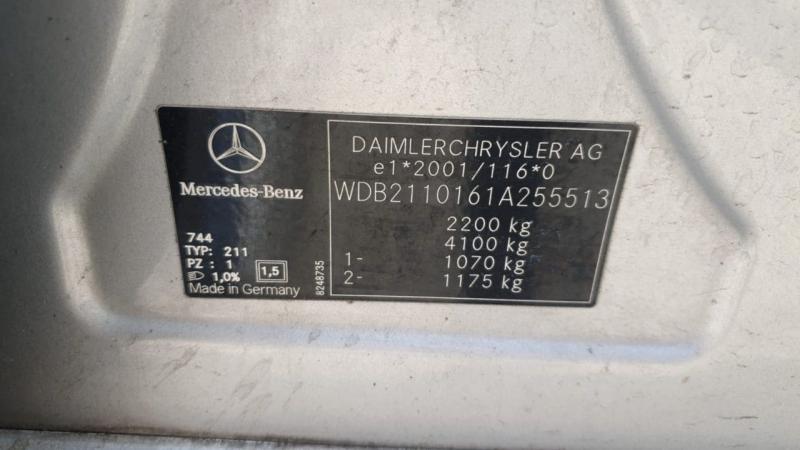 Mercedes-Benz
744
TYP: 211
PZ : 1
1,0%
1,5
Made in Germany
8248735
DAIMLERCHRYSLER AG
e1*2001/116*0
WDB2110161A255513
2200 kg
4100 kg
1- 1070 kg
2- 1175 kg